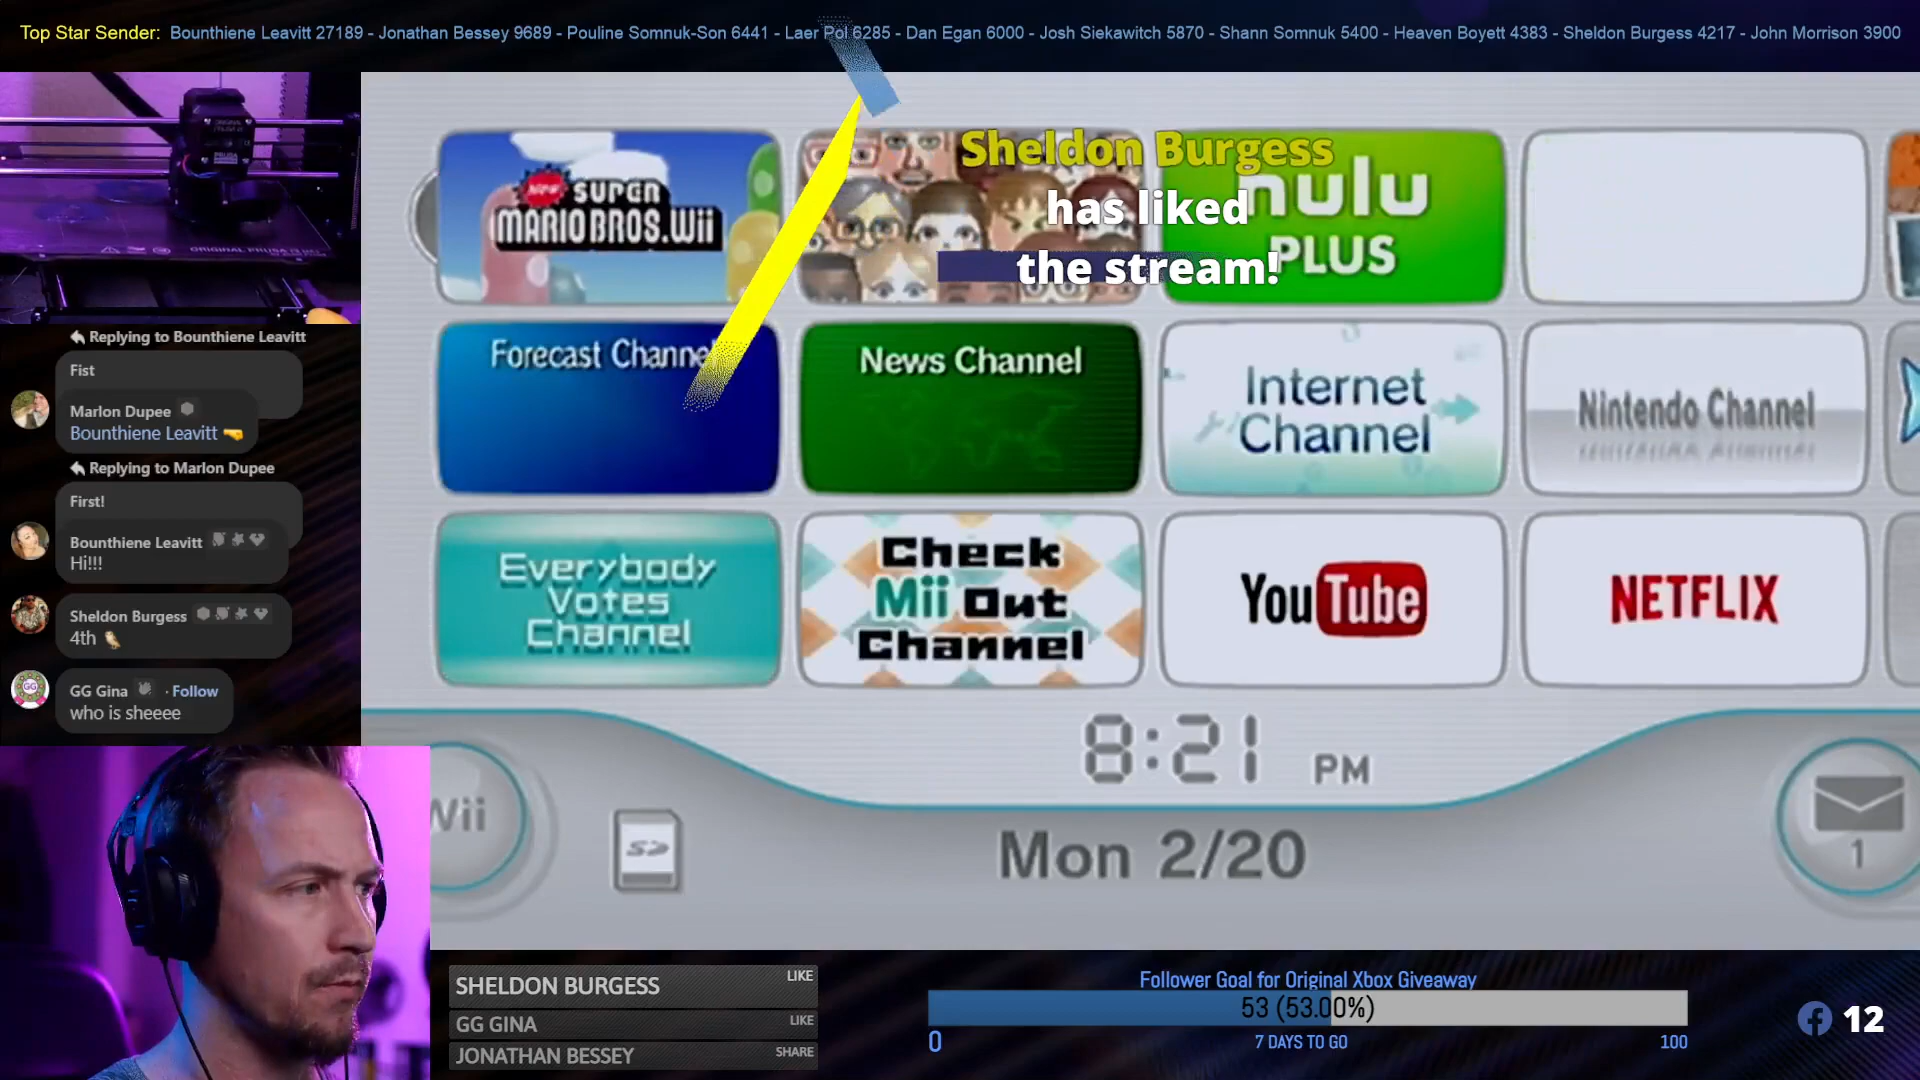 Top Star Sender: Bounthiene Leavitt 27189 - Jonathan Bessey 9689 - Pouline Somnuk-Son 6441 - Laer Pol 6285 - Dan Egan 6000 - Josh Siekawitch 5870 - Shann Somnuk 5400 - Heaven Boyett 4383 - Sheldon Burgess 4217 - John Morrison 3900
ORIGINAL PRUSA
Replying to Bounthiene Leavitt
Fist
Marlon Dupee
Bounthiene Leavitt
Replying to Marlon Dupee
First!
Bounthiene Leavitt
Hi!!!
Sheldon Burgess
4th
GG
GG Gina · Follow
who is sheeee
NEW SUPER
MARIO BROS. Wii
Sheldon Burgess
has liked
the stream!
hulu
PLUS
Forecast Channel
News Channel
Internet
Channel
Nintendo Channel
Everybody
Votes
Channel
Check
Mii Out
Channel
YouTube
NETFLIX
8:21 PM
Wii
SD
Mon 2/20
1
SHELDON BURGESS LIKE
GG GINA LIKE
JONATHAN BESSEY SHARE
Follower Goal for Original Xbox Giveaway
53 (53.00%)
0 7 DAYS TO GO 100
12